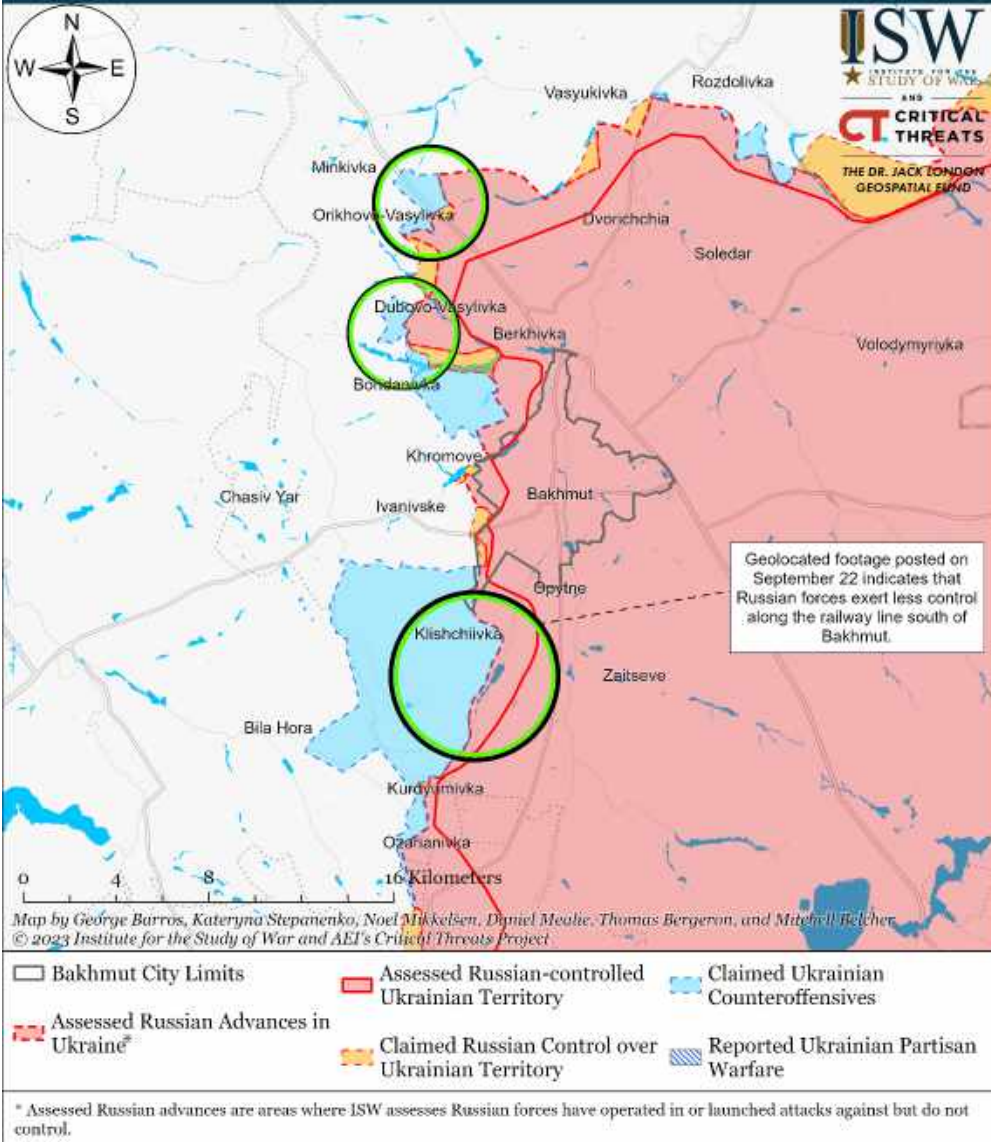 N
W E
S
ISW
INSTITUTE FOR THE
STUDY OF WAR
AND
CT CRITICAL
THREATS
THE DR. JACK LONDON
GEOSPATIAL FUND
Rozdolivka
Vasyukivka
Minkivka
Orikhovo-Vasylivka
Dvorichchia
Soledar
Dubovo-Vasylivka
Berkhivka
Volodymyrivka
Bohdanivka
Khromove
Chasiv Yar
Bakhmut
Ivanivske
Geolocated footage posted on
September 22 indicates that
Russian forces exert less control
along the railway line south of
Bakhmut.
Opytne
Klishchiivka
Zaitseve
Bila Hora
Kurdyumivka
Ozarianivka
0 4 8 16 Kilometers
Map by George Barros, Kateryna Stepanenko, Noel Mikkelsen, Daniel Mealie, Thomas Bergeron, and Mitchell Belcher
© 2023 Institute for the Study of War and AEI's Critical Threats Project
Bakhmut City Limits
Assessed Russian Advances in
Ukraine*
Assessed Russian-controlled
Ukrainian Territory
Claimed Russian Control over
Ukrainian Territory
Claimed Ukrainian
Counteroffensives
Reported Ukrainian Partisan
Warfare
* Assessed Russian advances are areas where ISW assesses Russian forces have operated in or launched attacks against but do not
control.